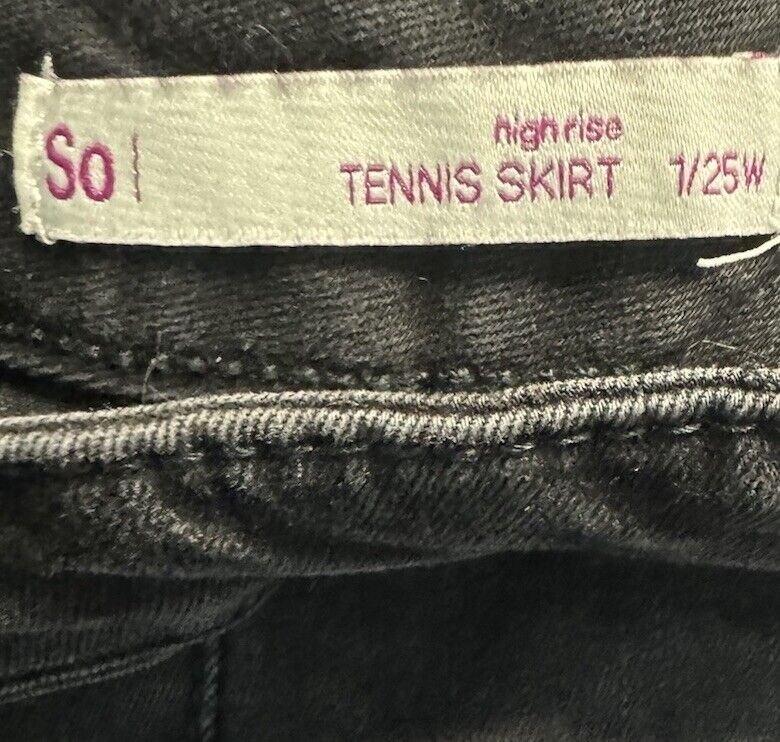 So |
high rise
TENNIS SKIRT 1/25W